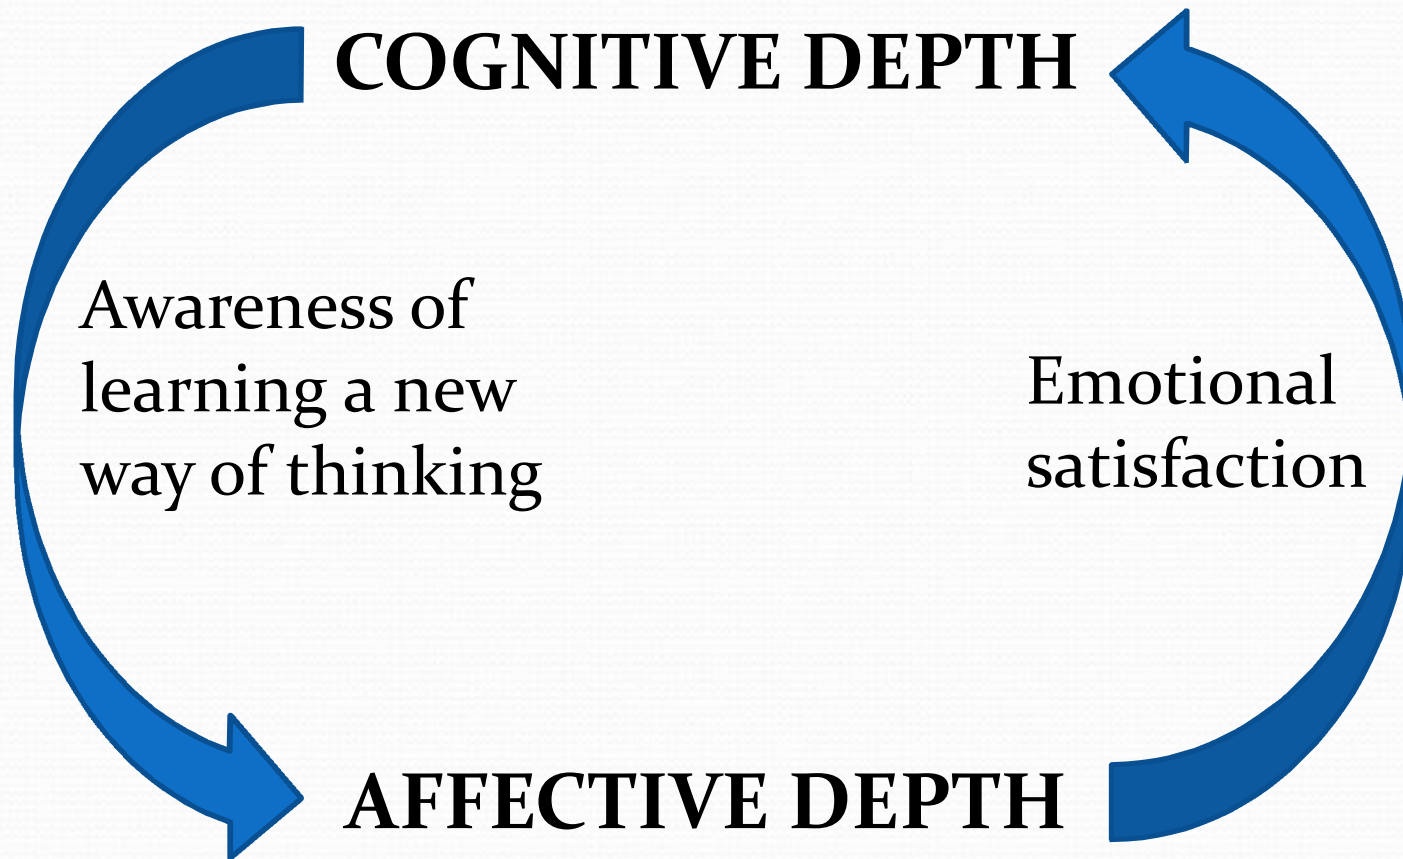 COGNITIVE DEPTH
Awareness of
learning a new
way of thinking
Emotional
satisfaction
AFFECTIVE DEPTH